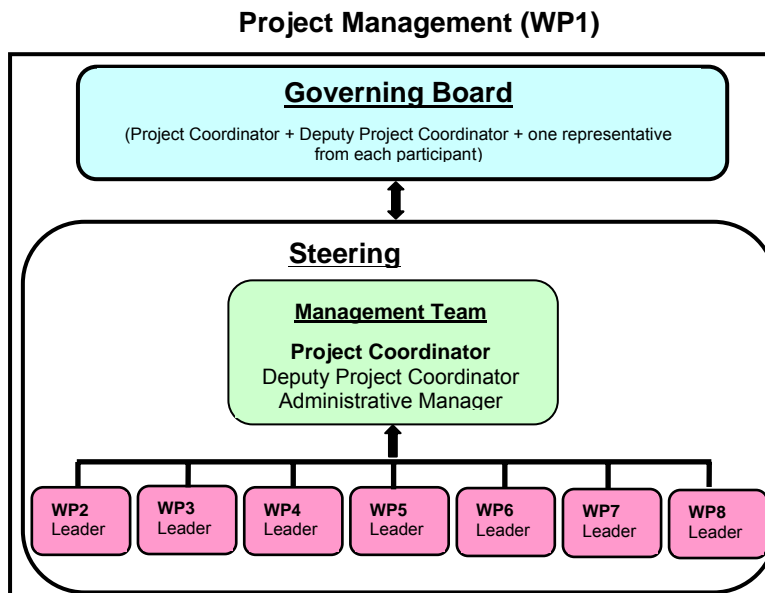 Project Management (WP1)
Governing Board
(Project Coordinator + Deputy Project Coordinator + one representative
from each participant)
Steering
Management Team
Project Coordinator
Deputy Project Coordinator
Administrative Manager
WP2
Leader
WP3
Leader
WP4
Leader
WP5
Leader
WP6
Leader
WP7
Leader
WP8
Leader